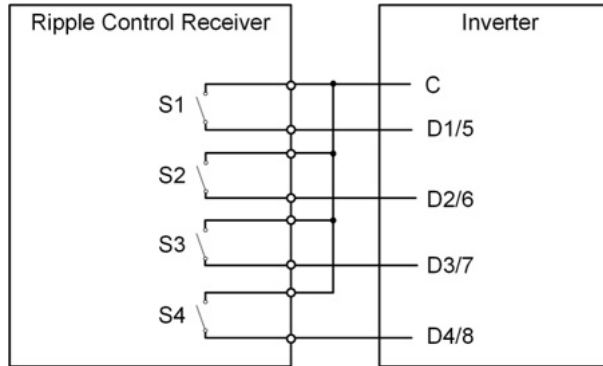 Ripple Control Receiver
Inverter
C
S1
D1/5
S2
D2/6
S3
D3/7
S4
D4/8